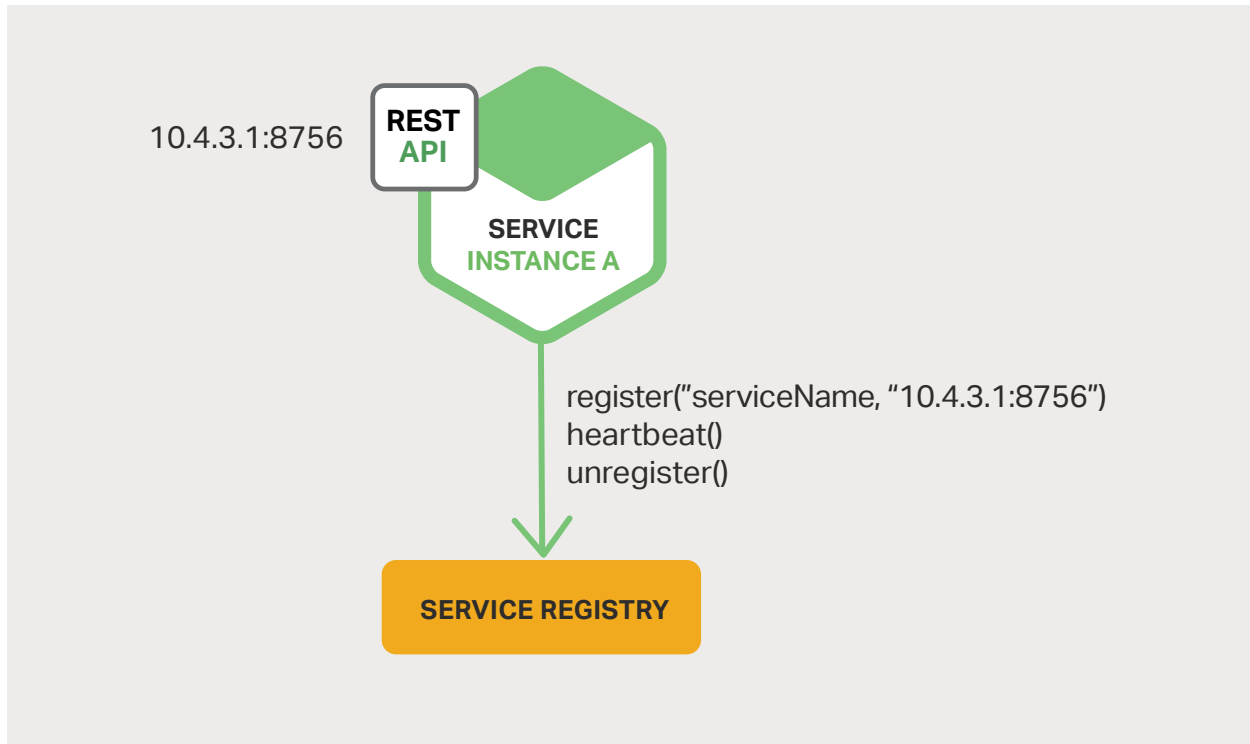 10.4.3.1:8756
REST
API
SERVICE
INSTANCE A
register(”serviceName, “10.4.3.1:8756”)
heartbeat()
unregister()
SERVICE REGISTRY